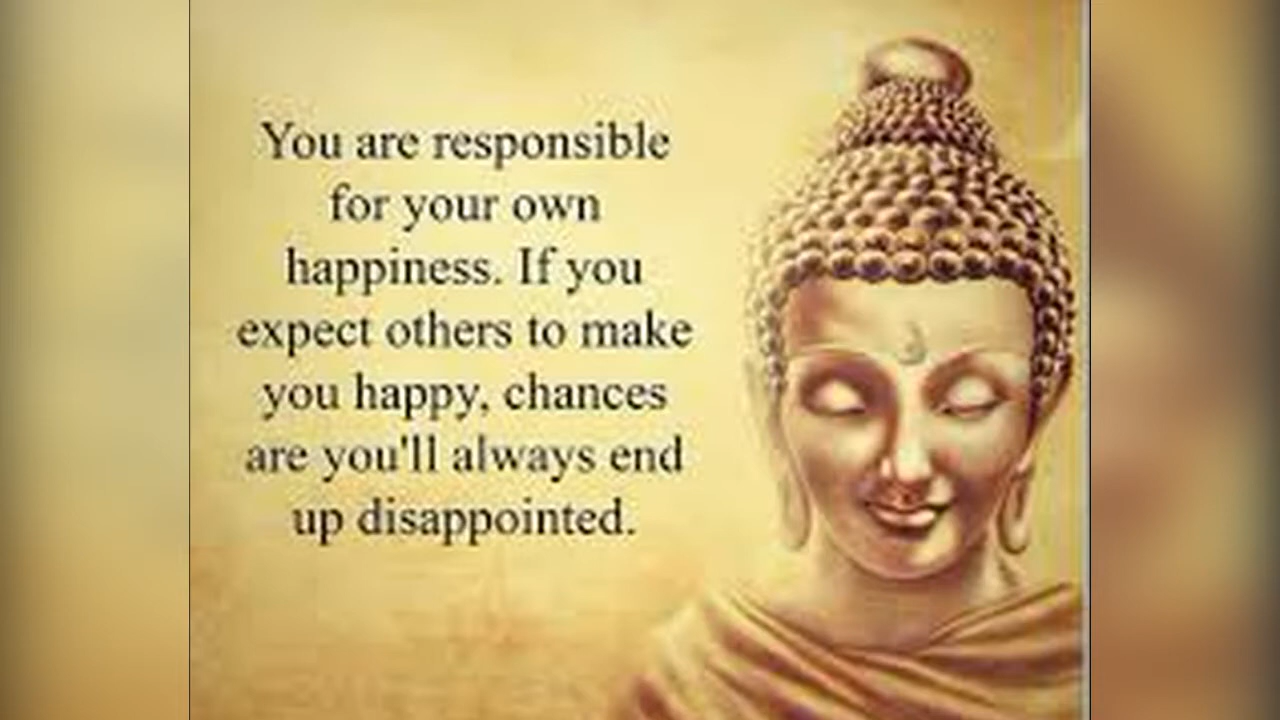 You are responsible
for your own
happiness. If you
expect others to make
you happy, chances
are you'll always end
up disappointed.